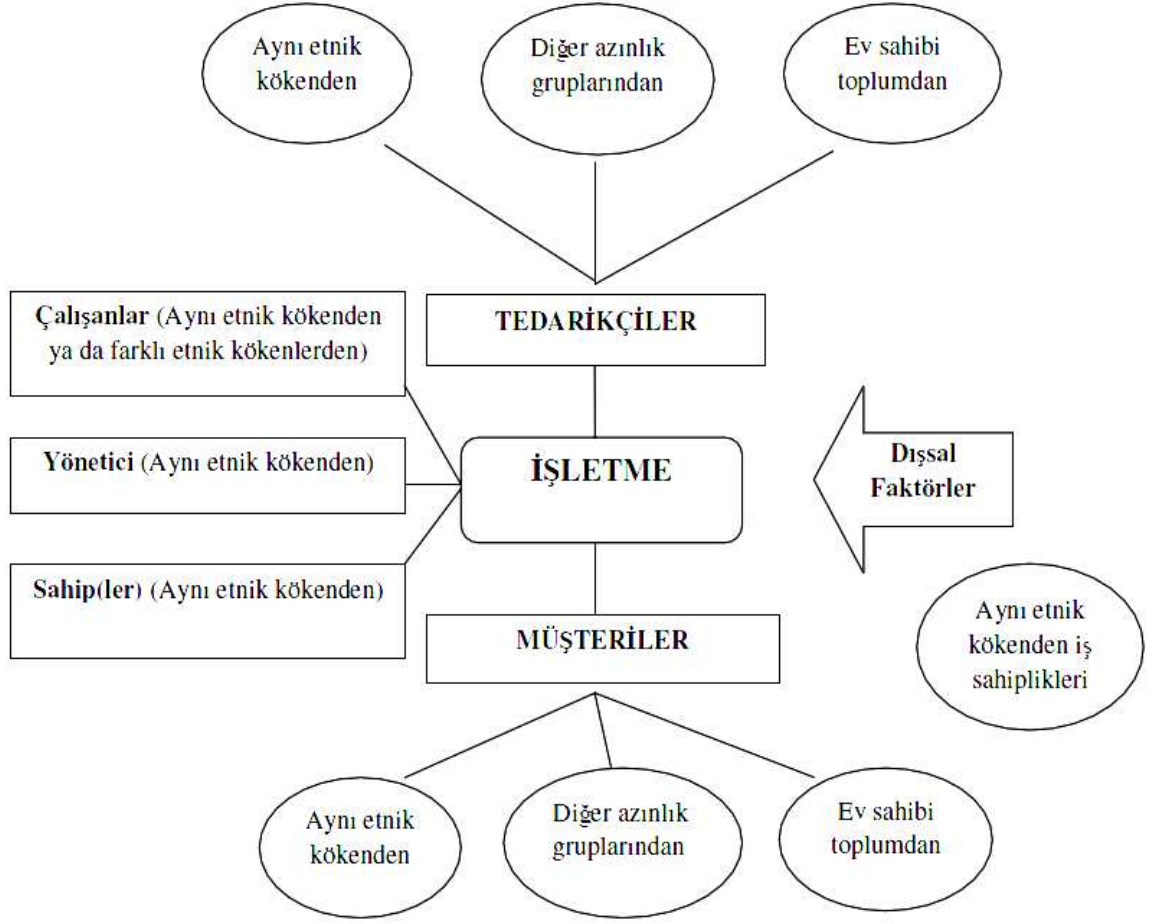 Aynı etnik
kökenden
Diğer azınlık
gruplarından
Ev sahibi
toplumdan
Çalışanlar (Aynı etnik kökenden
ya da farklı etnik kökenlerden)
TEDARİKÇİLER
Yönetici (Aynı etnik kökenden)
İŞLETME
Dışsal
Faktörler
Sahip(ler) (Aynı etnik kökenden)
MÜŞTERİLER
Aynı etnik
kökenden iş
sahiplikleri
Aynı etnik
kökenden
Diğer azınlık
gruplarından
Ev sahibi
toplumdan